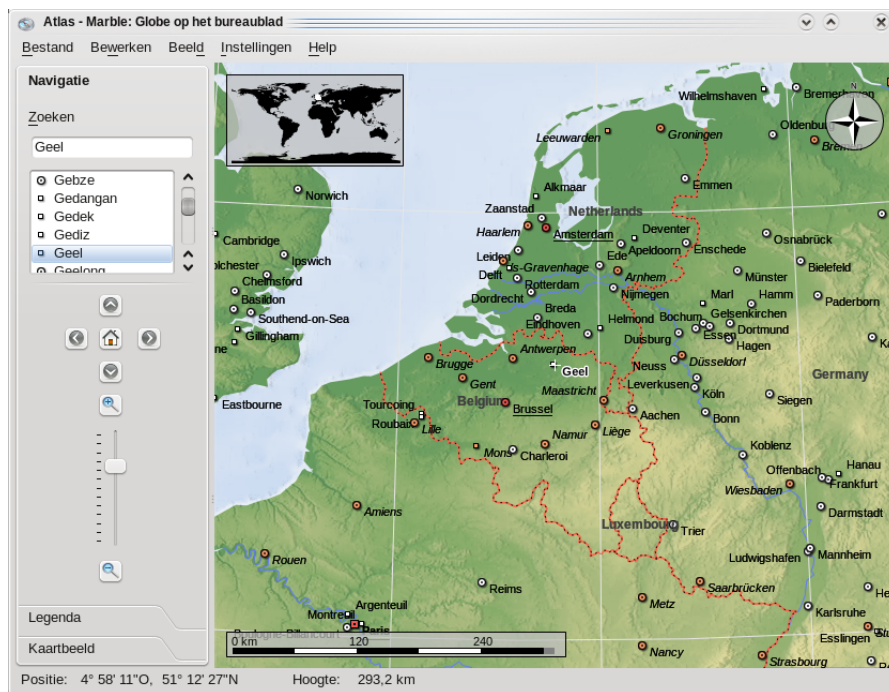 Atlas - Marble: Globe op het bureaublad
Bestand Bewerken Beeld Instellingen Help
Navigatie
Zoeken
Geel
Gebze
Gedangan
Gedek
Gediz
Geel
Geelong
Legenda
Kaartbeeld
N
Wilhelmshaven
Bremerhaven
Oldenburg
Bremen
Leeuwarden
Groningen
Norwich
Alkmaar
Emmen
Zaanstad
Netherlands
Haarlem
Amsterdam
Deventer
Cambridge
Ipswich
Leiden
Ede
Apeldoorn
Enschede
Osnabrück
olchester
Chelmsford
Delft
's-Gravenhage
Arnhem
Münster
Bielefeld
Basildon
Rotterdam
Nijmegen
Dordrecht
Marl
Hamm
Paderborn
Southend-on-Sea
Breda
Eindhoven
Helmond
Bochum
Gelsenkirchen
Gillingham
Duisburg
Essen
Dortmund
Hagen
Brugge
Antwerpen
Geel
Neuss
Düsseldorf
Gent
Maastricht
Leverkusen
Köln
Germany
Eastbourne
Tourcoing
Belgium
Brussel
Aachen
Bonn
Siegen
Roubaix
Lille
Namur
Liège
Mons
Charleroi
Koblenz
Offenbach
Hanau
Frankfurt
Wiesbaden
Amiens
Luxembourg
Trier
Darmstadt
Rouen
Ludwigshafen
Mannheim
Reims
Saarbrücken
Metz
Karlsruhe
Argenteuil
Montreuil
Paris
Boulogne-Billancourt
Esslingen
Nancy
Strasbourg
0 km 120 240
Positie: 4° 58' 11"O, 51° 12' 27"N Hoogte: 293,2 km